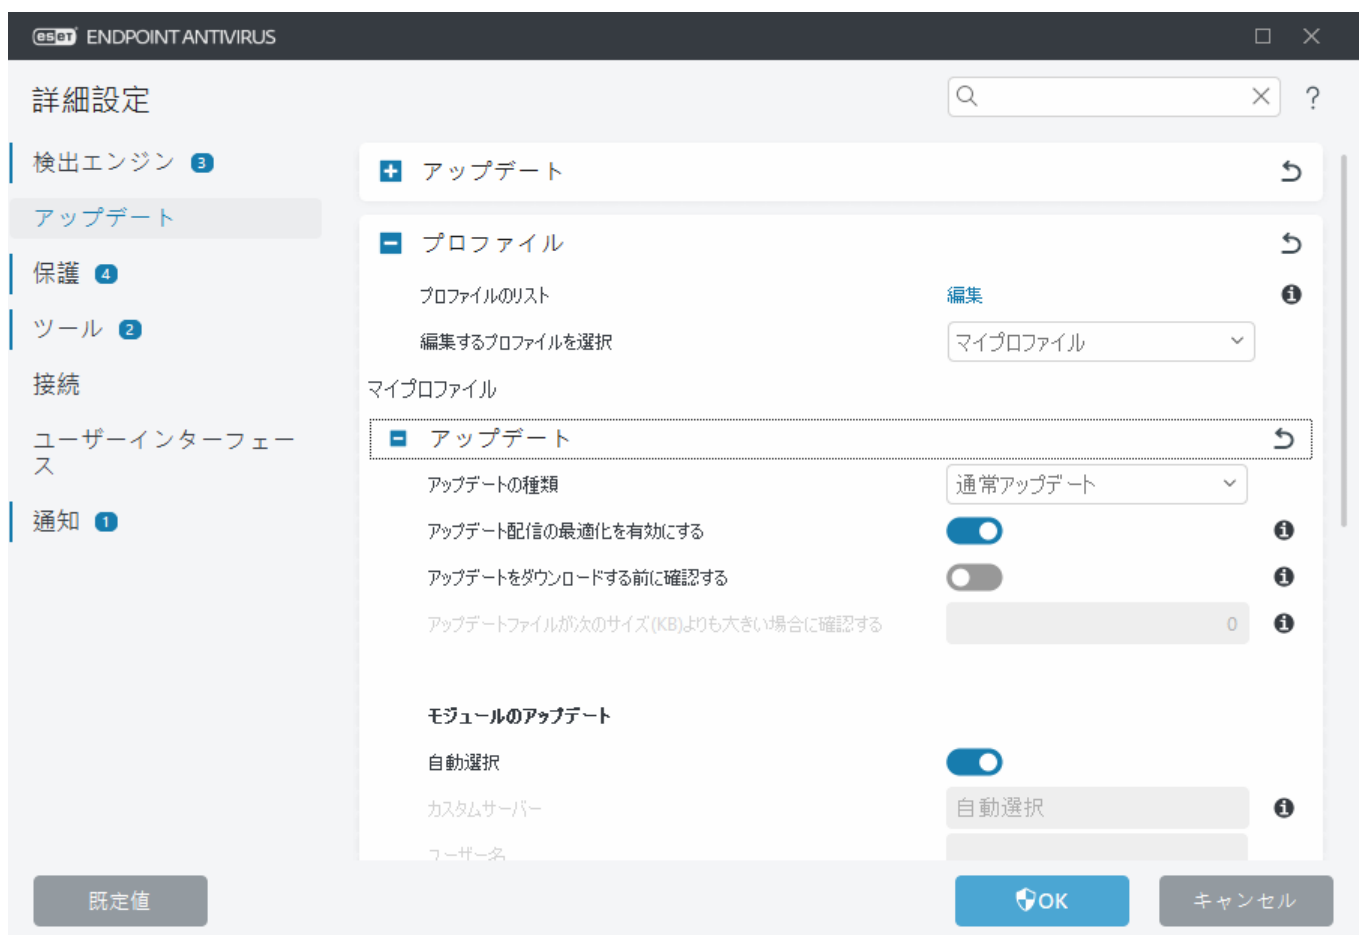 eset ENDPOINT ANTIVIRUS
詳細設定
?
検出エンジン 3
アップデート
保護 4
ツール 2
接続
ユーザーインターフェー
ス
通知 1
アップデート
プロファイル
プロファイルのリスト
編集
編集するプロファイルを選択
マイプロファイル
マイプロファイル
アップデート
アップデートの種類
通常アップデート
アップデート配信の最適化を有効にする
アップデートをダウンロードする前に確認する
アップデートファイルが次のサイズ(KB)よりも大きい場合に確認する
0
モジュールのアップデート
自動選択
カスタムサーバー
自動選択
ユーザー名
既定値
OK
キャンセル